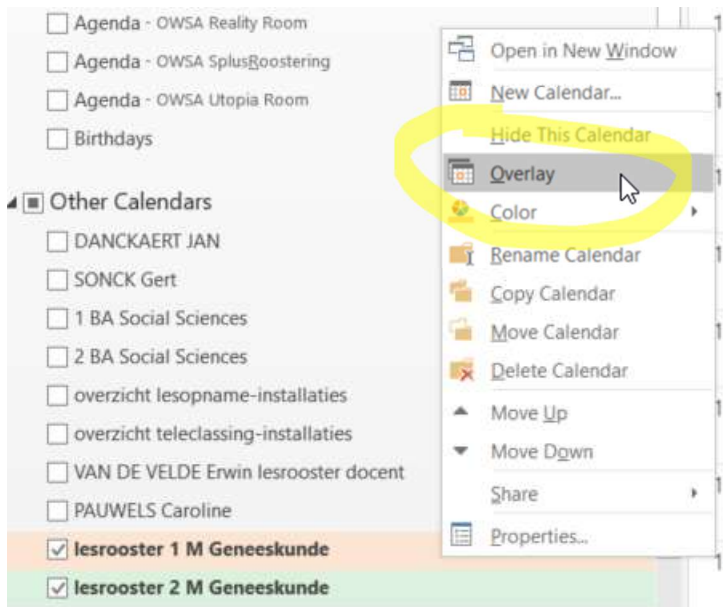 Agenda - OWSA Reality Room
Agenda - OWSA SplusRoostering
Agenda - OWSA Utopia Room
Birthdays
Other Calendars
DANCKAERT JAN
SONCK Gert
1 BA Social Sciences
2 BA Social Sciences
overzicht lesopname-installaties
overzicht teleclassing-installaties
VAN DE VELDE Erwin lesrooster docent
PAUWELS Caroline
lesrooster 1 M Geneeskunde
lesrooster 2 M Geneeskunde
Open in New Window
New Calendar...
Hide This Calendar
Overlay
Color
Rename Calendar
Copy Calendar
Move Calendar
Delete Calendar
Move Up
Move Down
Share
Properties...